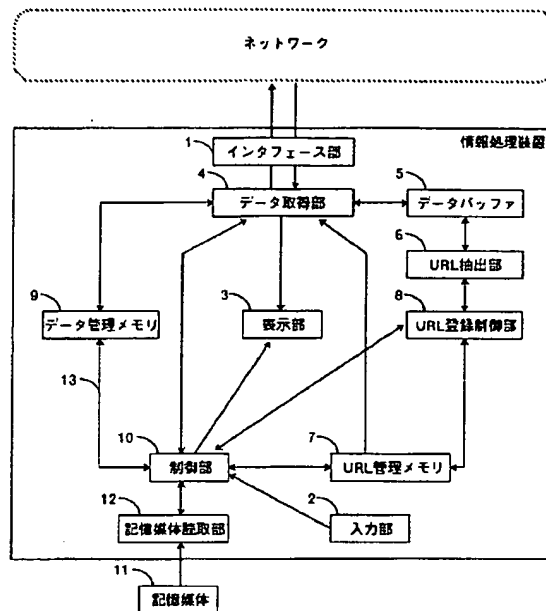 ネットワーク
情報処理装置
1
インタフェース部
4
データ取得部
5
データバッファ
6
URL抽出部
9
データ管理メモリ
3
表示部
8
URL登録制御部
13
10
制御部
7
URL管理メモリ
12
記憶媒体読取部
2
入力部
11
記憶媒体